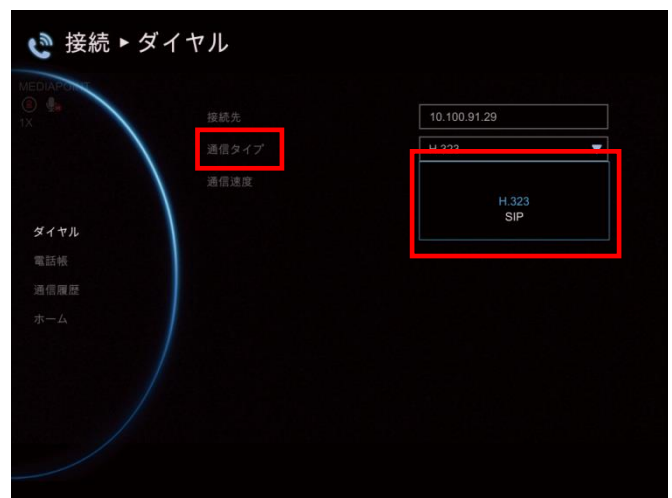 接続 ▸ ダイヤル
MEDIAPOINT
1X
接続先
10.100.91.29
通信タイプ
H.323
通信速度
H.323
SIP
ダイヤル
電話帳
通信履歴
ホーム